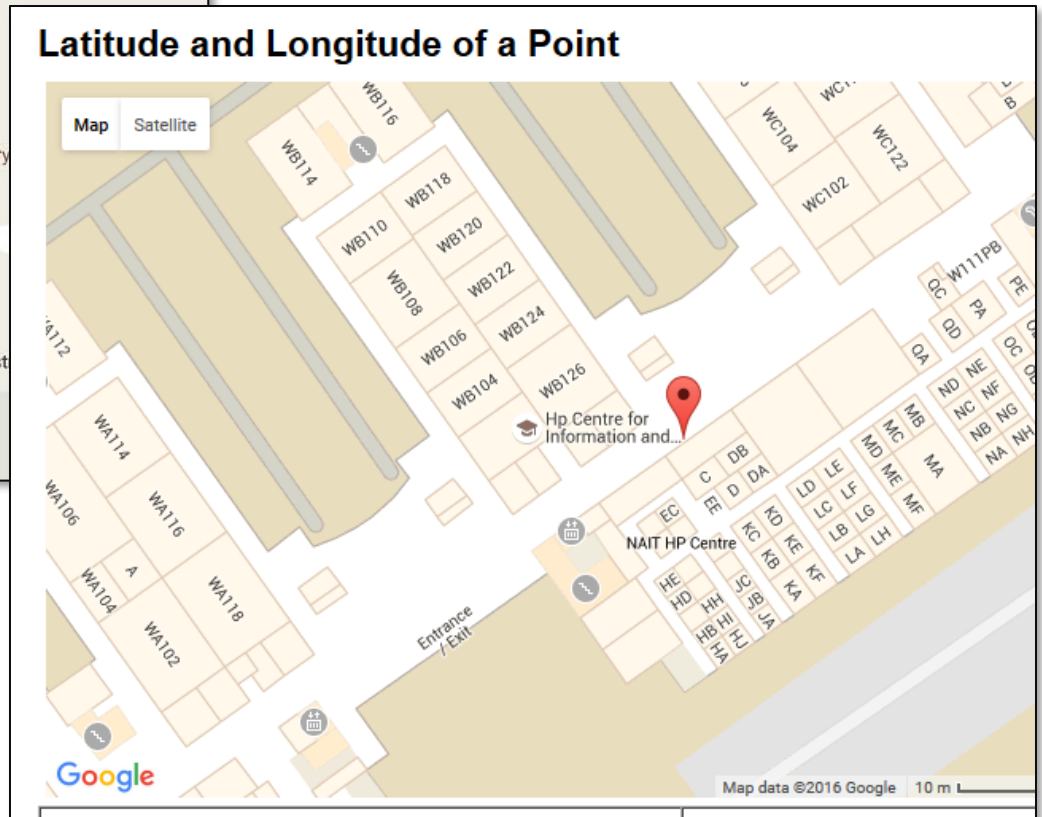 Latitude and Longitude of a Point
Map
Satellite
WB116
WB114
WB118
WB110
WB120
WB108
WB122
WB106
WB124
WB104
WB126
WC104
WC122
WC102
B
W111PB
QC
PE
PA
QD
QA
OC
NE
ND
NF
NC
NG
NB
NH
NA
MB
MC
MD
ME
MA
MF
Hp Centre for
Information and...
DB
C
DA
D
EE
EC
LE
LD
LF
LC
LG
LB
LH
LA
KD
KC
KE
KB
KF
KA
NAIT HP Centre
HE
HD
HH
JC
JB
JA
HI
HB
HJ
HA
WA114
WA106
WA116
A
WA104
WA118
WA102
Entrance
/ Exit
Google
Map data ©2016 Google
10 m